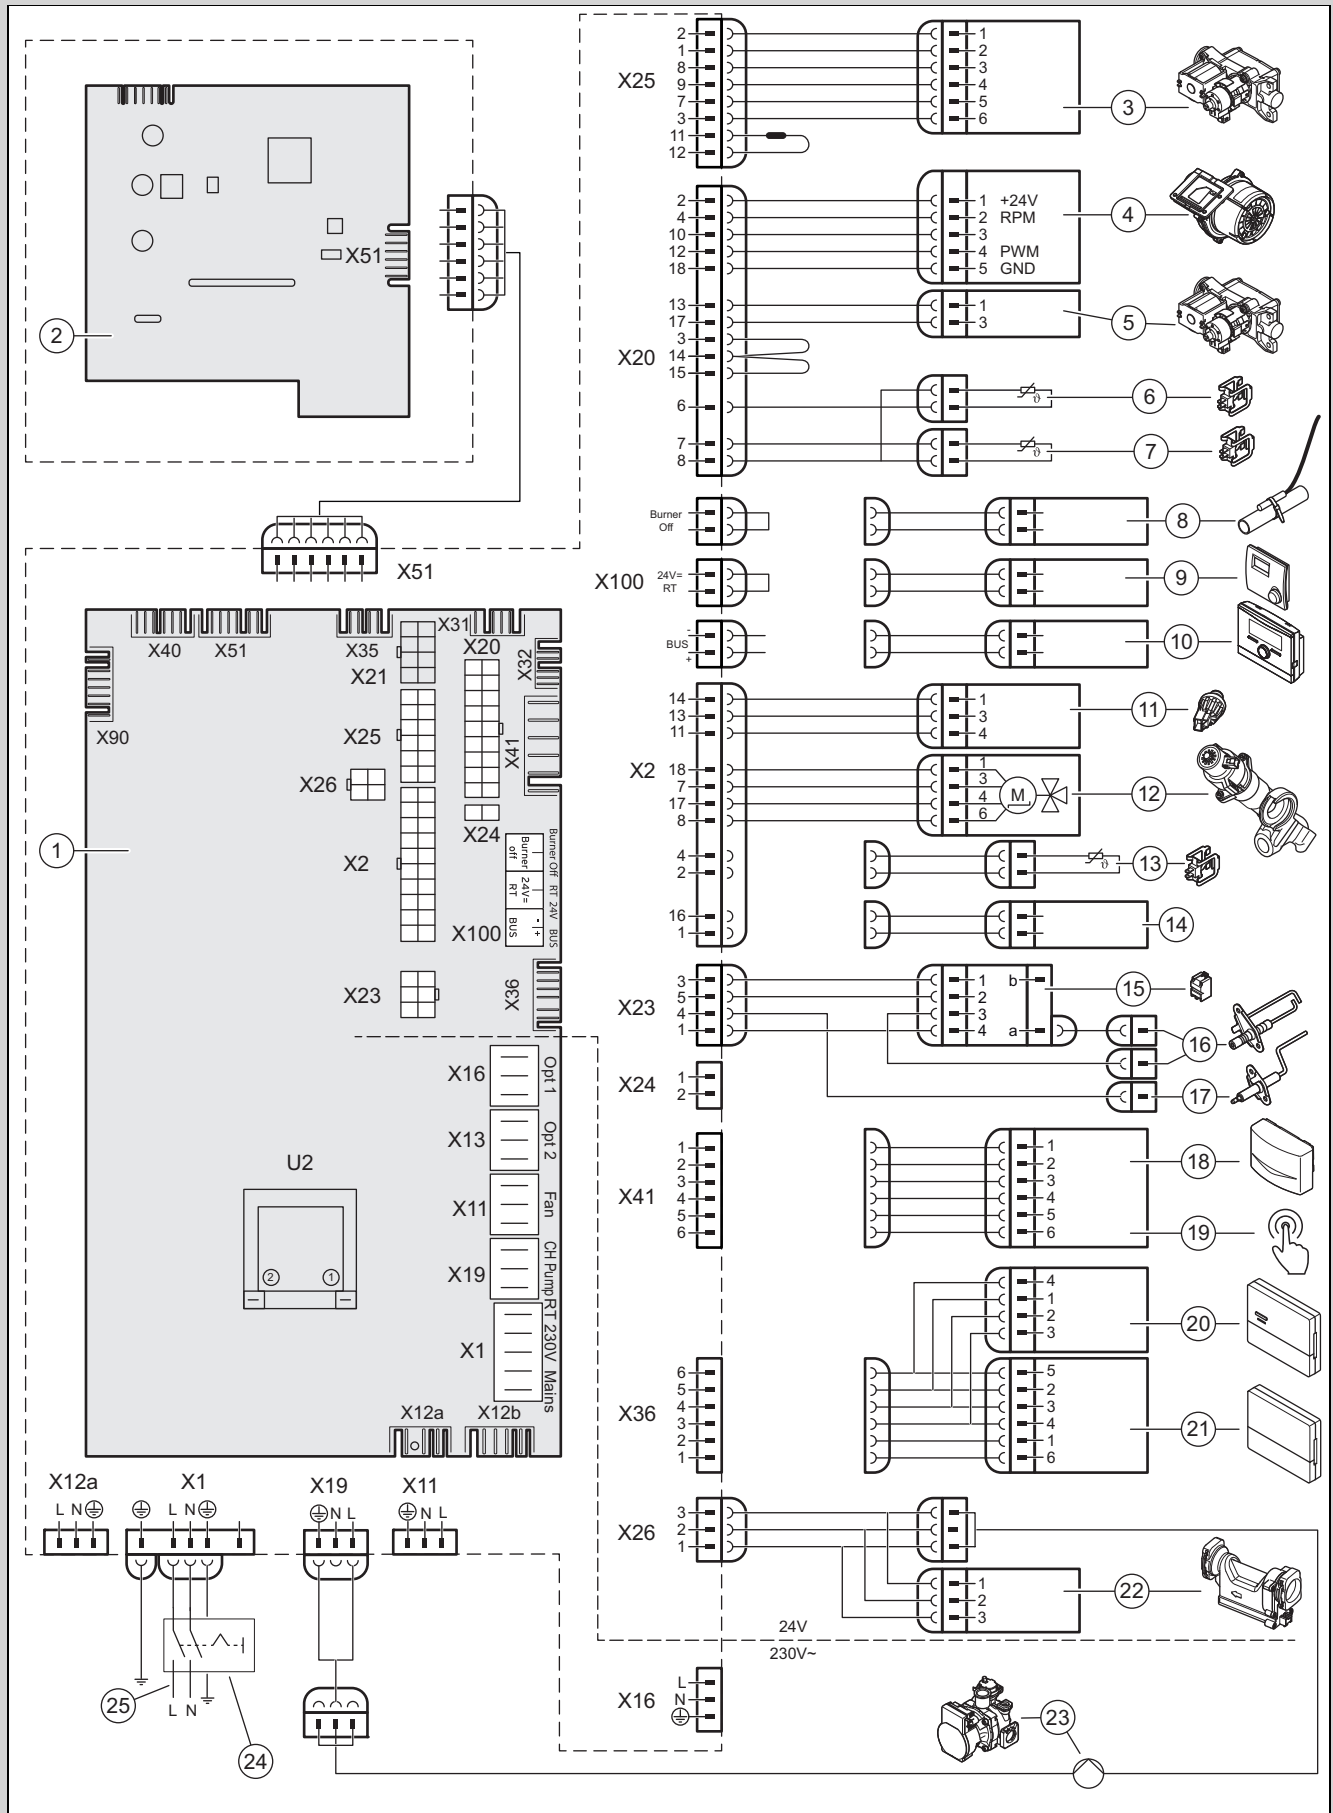 X25
2 1
1 2
8 3
9 4
7 5
3 6
11
12
3
X51
2
X20
2 1 +24V
4 2 RPM
10 3
12 4 PWM
18 5 GND
4
13 1
17 3
3
14
15
5
6
6
ϑ
7
8
7
ϑ
X51
Burner
Off
8
X100
24V=
RT
9
BUS
-
+
10
X2
14 1
13 3
11 4
11
18 1
7 3
17 4
8 6
M
12
4
2
ϑ
13
16
1
14
X23
3 1 b
5 2
4 3
1 4 a
15
16
17
X24
1
2
X41
1 1
2 2
3 3
4 4
5 5
6 6
18
19
4
1
2
3
20
X36
6 5
5 2
4 3
3 4
2 1
1 6
21
X26
3
2
1
1
2
3
22
24V
230V~
X16
L
N
23
1
X40
X51
X35
X31
X20
X32
X21
X90
X25
X41
X26
X24
X2
Burner
off
Burner Off
24V=
RT
RT 24V
BUS
- +
BUS
X100
X23
X36
X16
Opt 1
X13
Opt 2
X11
Fan
X19
CH Pump
X1
RT 230V Mains
U2
2 1
X12a
X12b
X12a
L N
X1
L N
X19
N L
X11
N L
25
L N
24